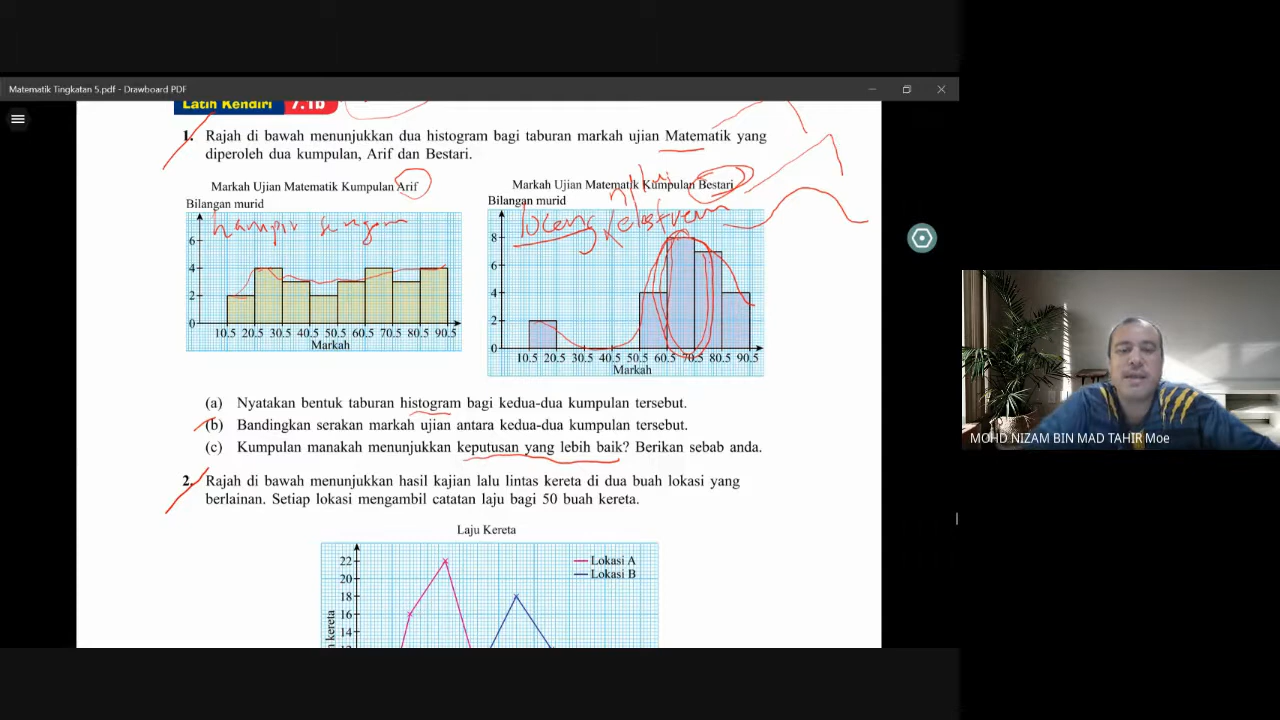 Matematik Tingkatan 5.pdf - Drawboard PDF
Latih Kendiri 7.1b
1. Rajah di bawah menunjukkan dua histogram bagi taburan markah ujian Matematik yang
diperoleh dua kumpulan, Arif dan Bestari.
Markah Ujian Matematik Kumpulan Arif
Bilangan murid
hampir seragam
6
4
2
0
10.5 20.5 30.5 40.5 50.5 60.5 70.5 80.5 90.5
Markah
Markah Ujian Matematik Kumpulan Bestari
Bilangan murid
nilai
loceng
8
6
4
2
0
10.5 20.5 30.5 40.5 50.5 60.5 70.5 80.5 90.5
Markah
(a) Nyatakan bentuk taburan histogram bagi kedua-dua kumpulan tersebut.
(b) Bandingkan serakan markah ujian antara kedua-dua kumpulan tersebut.
(c) Kumpulan manakah menunjukkan keputusan yang lebih baik? Berikan sebab anda.
2. Rajah di bawah menunjukkan hasil kajian lalu lintas kereta di dua buah lokasi yang
berlainan. Setiap lokasi mengambil catatan laju bagi 50 buah kereta.
Laju Kereta
22
20
18
16
14
kereta
Lokasi A
Lokasi B
MOHD NIZAM BIN MAD TAHIR Moe